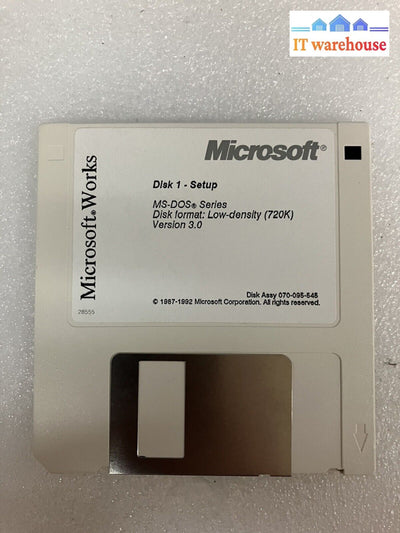 IT warehouse
Microsoft®
Microsoft® Works
Disk 1 - Setup
MS-DOS® Series
Disk format: Low-density (720K)
Version 3.0
Disk Assy 070-095-545
© 1987-1992 Microsoft Corporation. All rights reserved.
28555